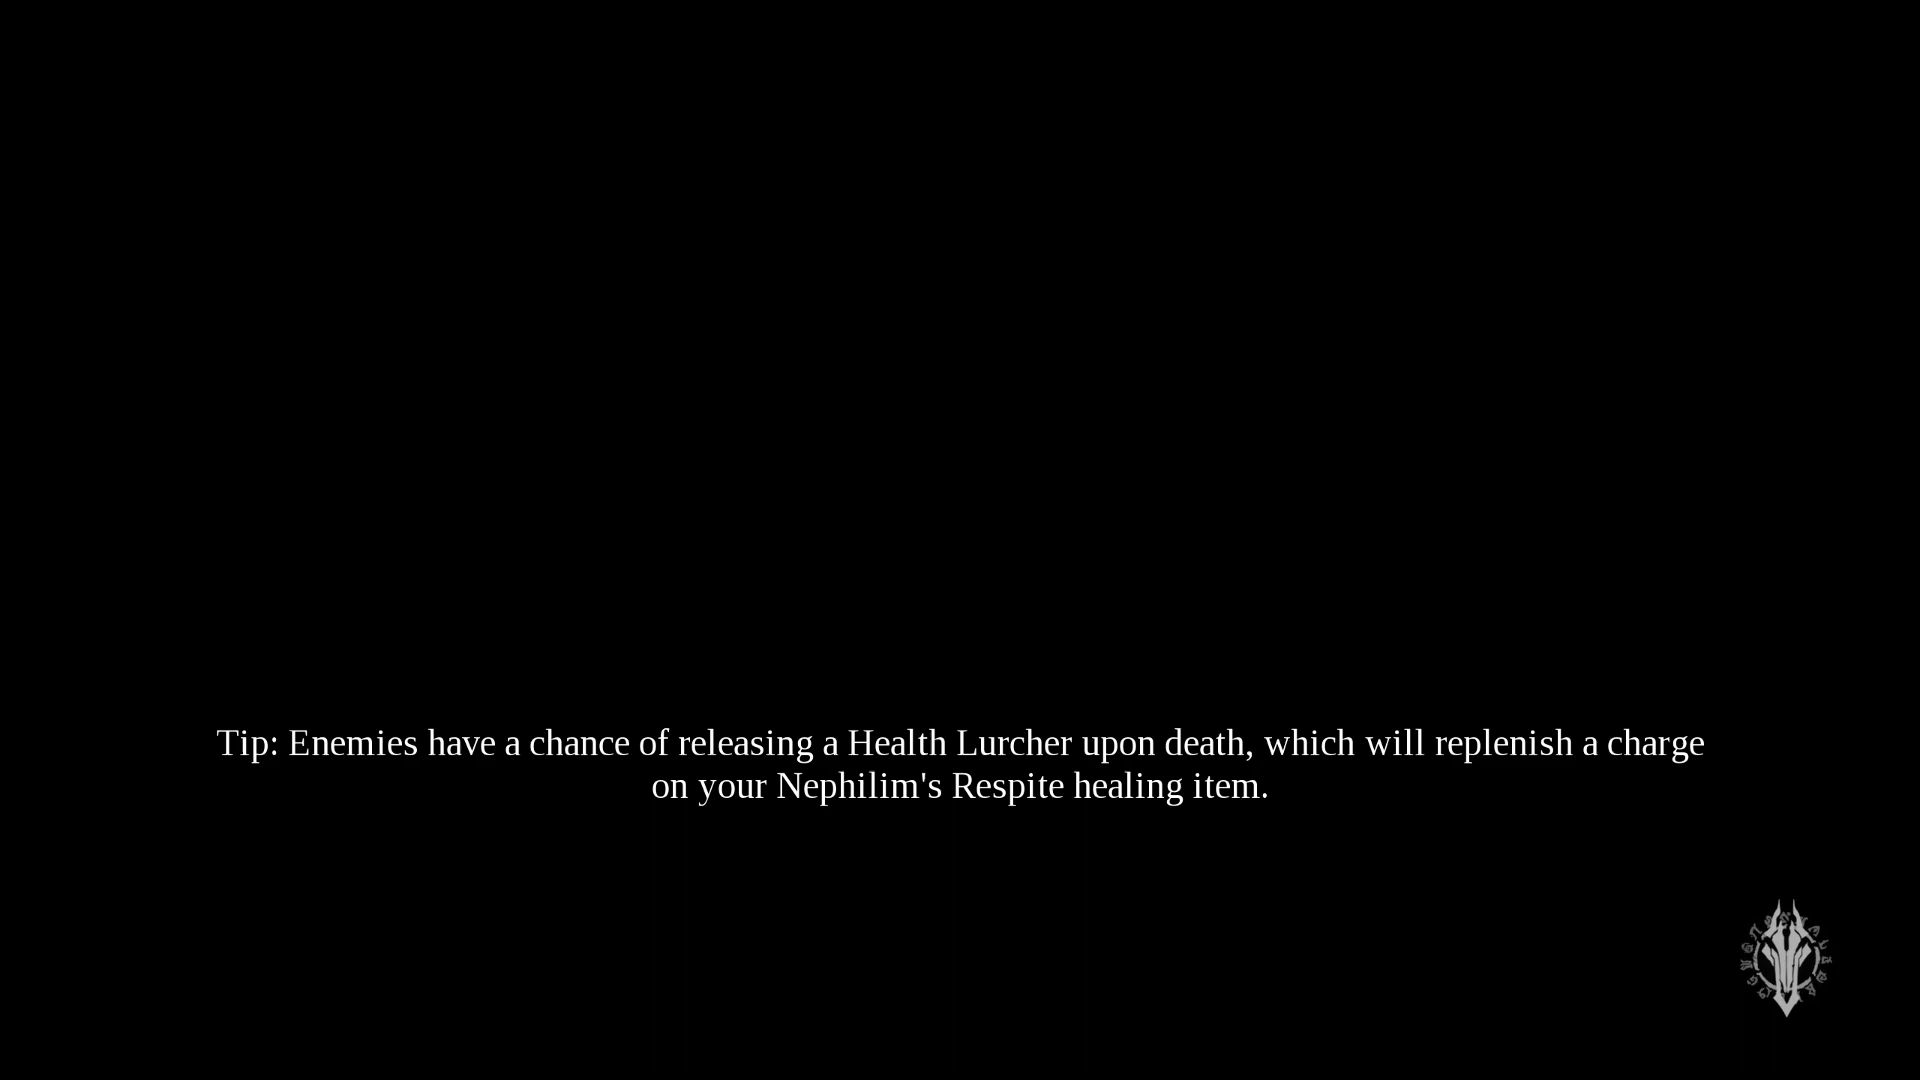 Tip: Enemies have a chance of releasing a Health Lurcher upon death, which will replenish a charge
on your Nephilim's Respite healing item.